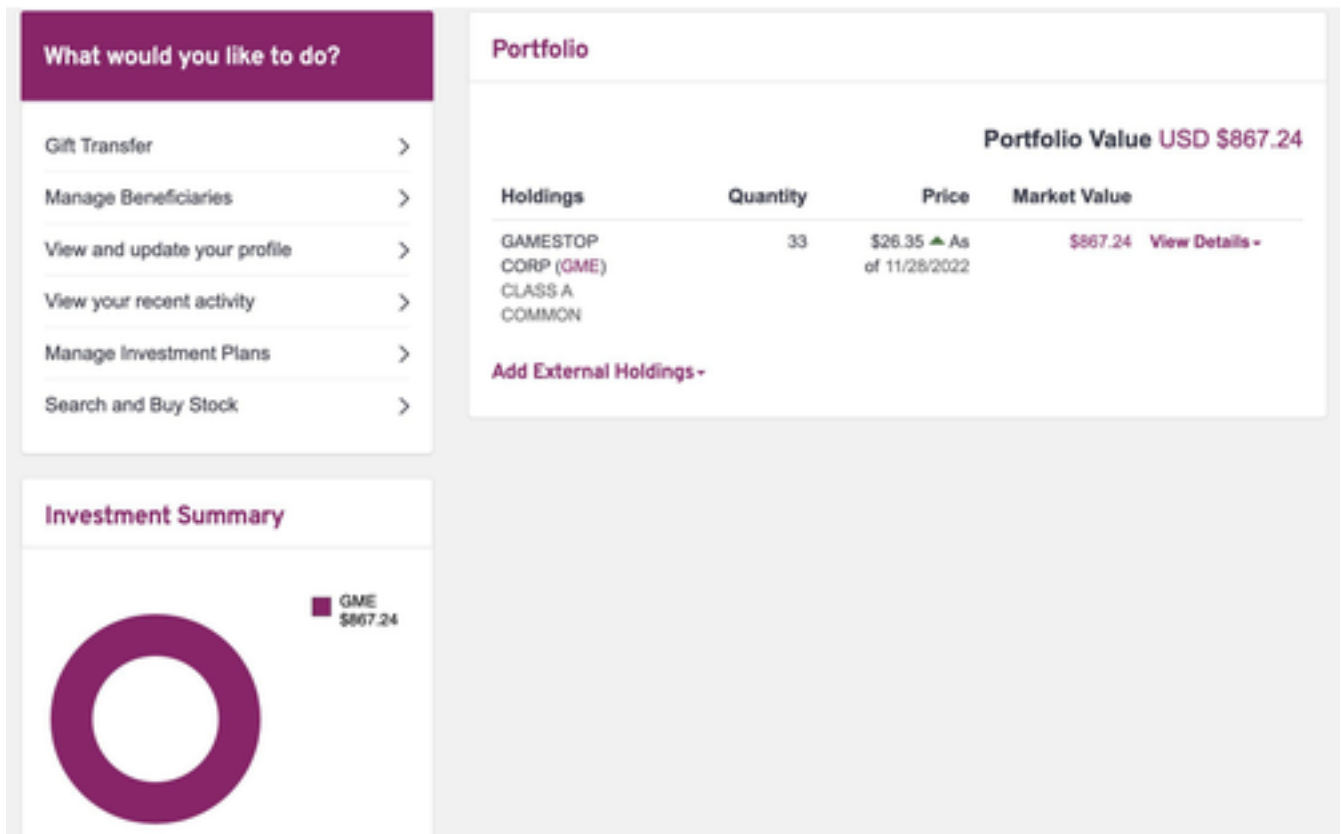 What would you like to do?
Gift Transfer
Manage Beneficiaries
View and update your profile
View your recent activity
Manage Investment Plans
Search and Buy Stock
Portfolio
Portfolio Value USD $867.24
Holdings Quantity Price Market Value
GAMESTOP 33 $26.35 ▲ As $867.24 View Details
CORP (GME) of 11/28/2022
CLASS A
COMMON
Add External Holdings
Investment Summary
GME
$867.24